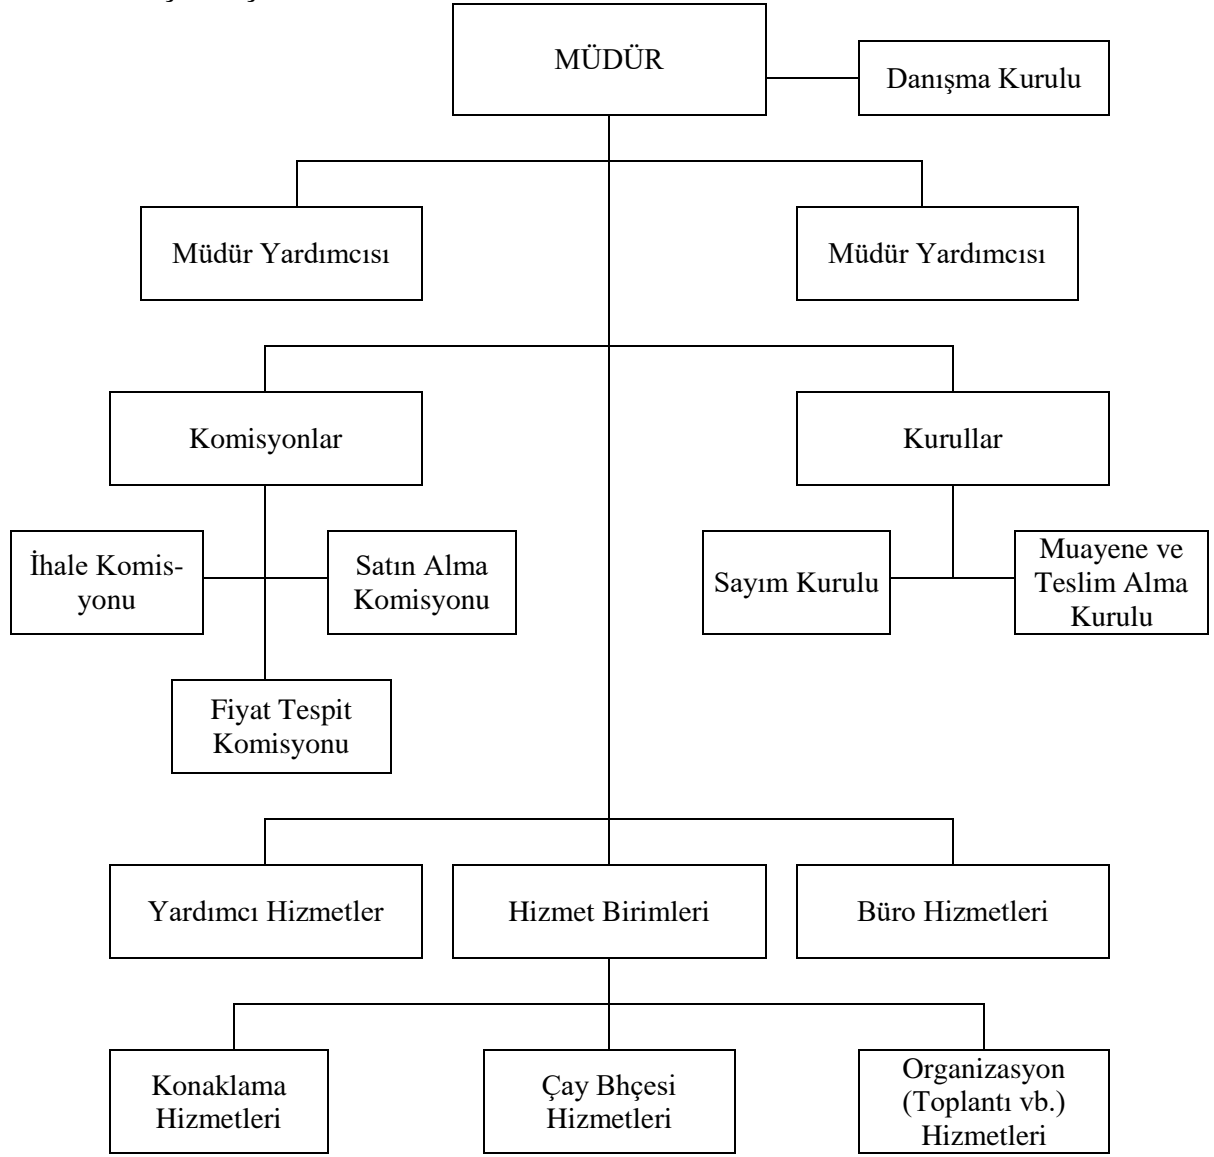 MÜDÜR
Danışma Kurulu
Müdür Yardımcısı
Müdür Yardımcısı
Komisyonlar
Kurullar
İhale Komis-
yonu
Satın Alma
Komisyonu
Sayım Kurulu
Muayene ve
Teslim Alma
Kurulu
Fiyat Tespit
Komisyonu
Yardımcı Hizmetler
Hizmet Birimleri
Büro Hizmetleri
Konaklama
Hizmetleri
Çay Bhçesi
Hizmetleri
Organizasyon
(Toplantı vb.)
Hizmetleri